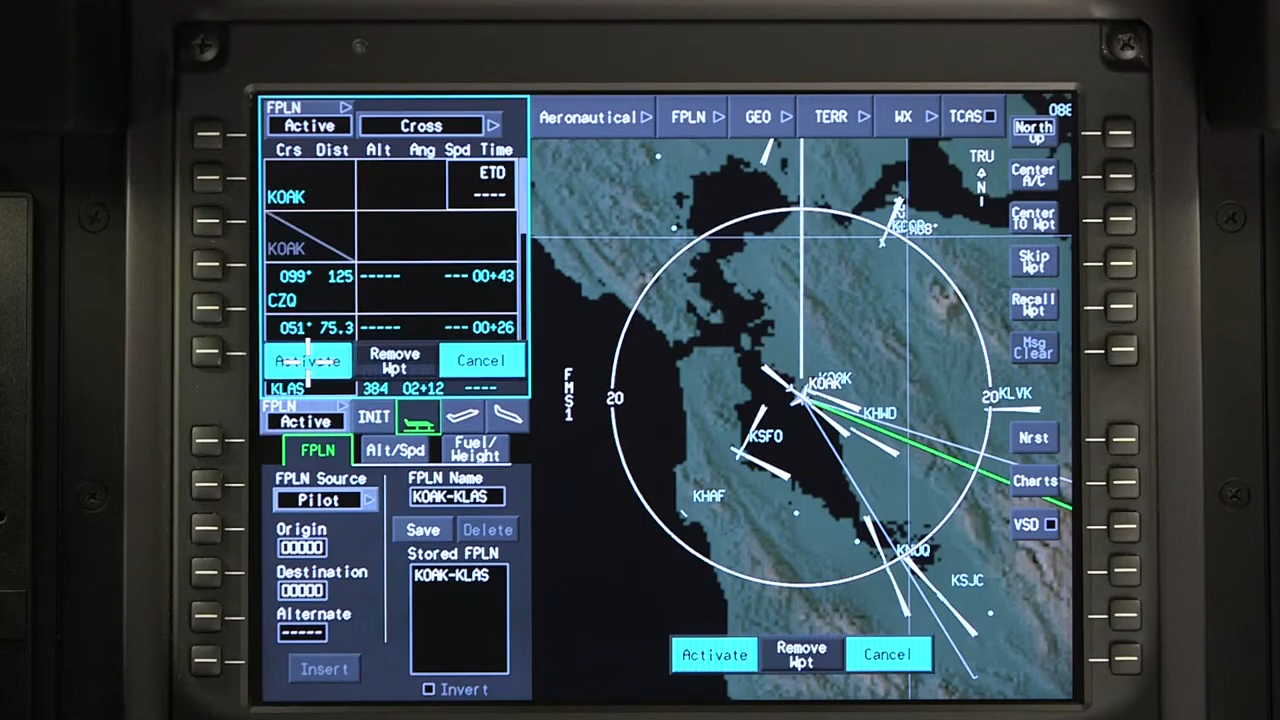 FPLN
Active
Cross
Crs Dist Alt Ang Spd Time
ETD
KOAK
----
KOAK
099° 125 ----- --- 00+43
CZQ
051° 75.3 ----- --- 00+26
Activate
Remove Wpt
Cancel
KLAS 384 02+12 ----
FPLN
Active
INIT
FPLN
Alt/Spd
Fuel/
Weight
FPLN Source
Pilot
FPLN Name
KOAK-KLAS
Origin
00000
Save
Delete
Destination
00000
Stored FPLN
KOAK-KLAS
Alternate
-----
Insert
Invert
Aeronautical
FPLN
GEO
TERR
WX
TCAS
North
Up
TRU
N
Center
A/C
Center
TO Wpt
Skip
Wpt
Recall
Wpt
Msg
Clear
Nrst
Charts
VSD
FMS1
20
20
KOAK
KOAK
KHWD
KLVK
KSFO
KHAF
KNUQ
KSJC
Activate
Remove
Wpt
Cancel